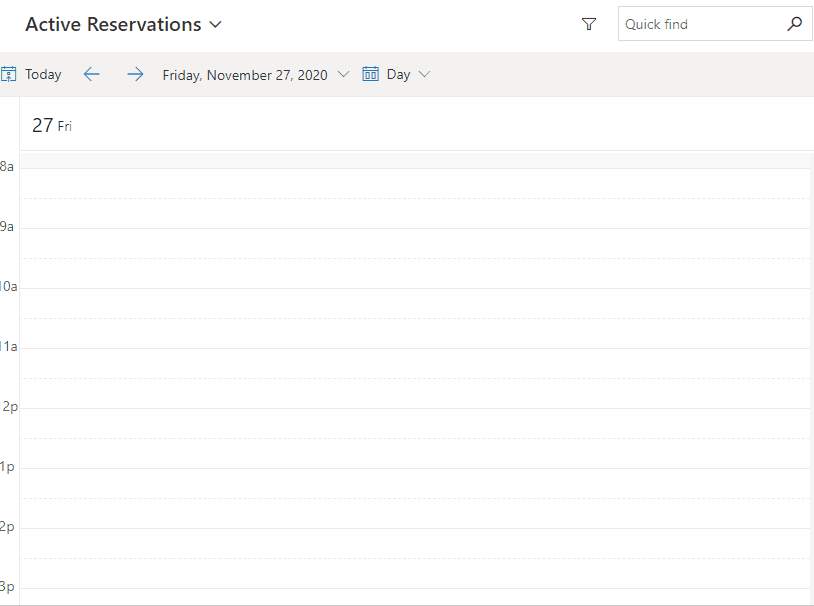 Active Reservations
Quick find
Today
Friday, November 27, 2020
Day
27 Fri
8a
9a
10a
11a
2p
1p
2p
3p